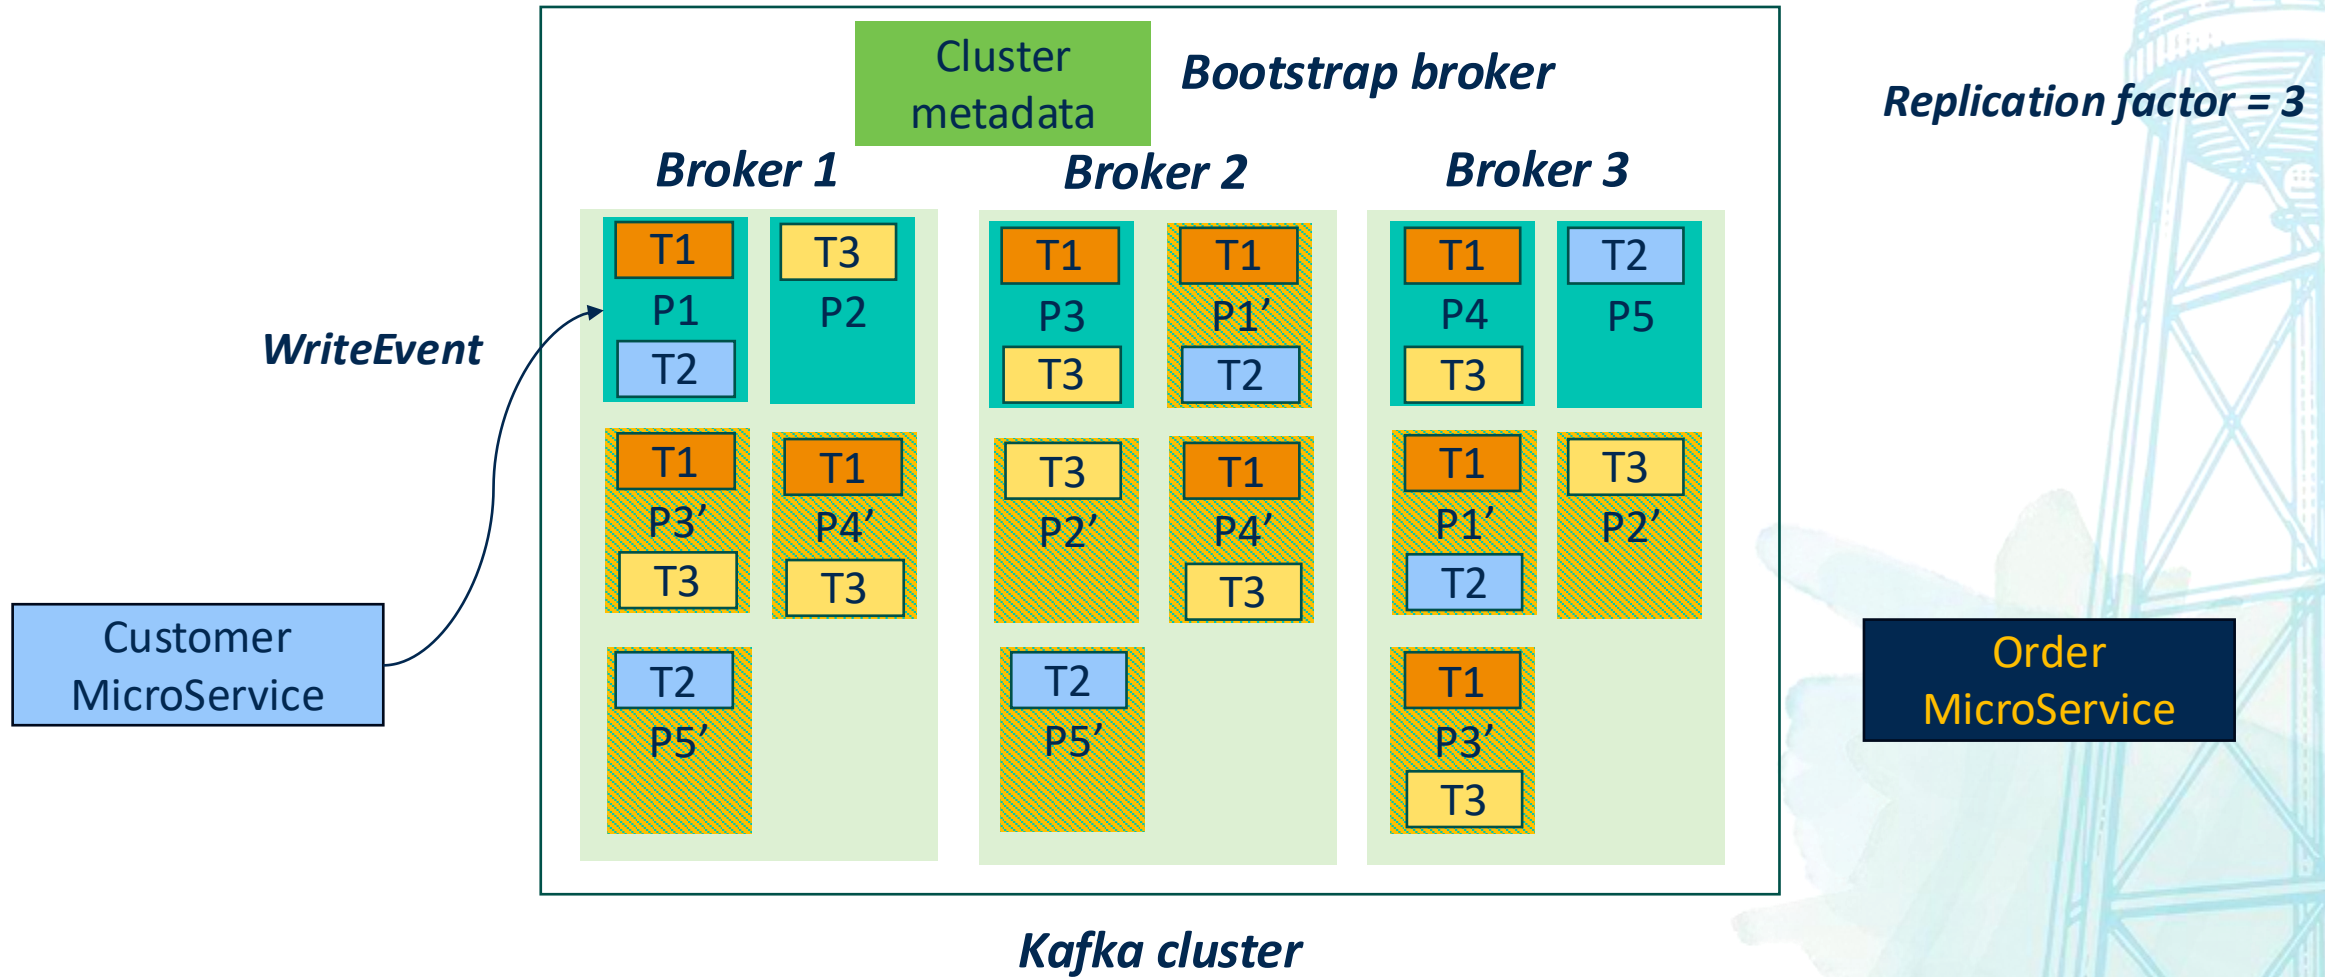 Cluster
metadata
Bootstrap broker
Replication factor = 3
Broker 1
Broker 2
Broker 3
T1
P1
T2
T3
P2
T1
P3'
T3
T1
P4'
T3
T2
P5'
T1
P3
T3
T1
P1'
T2
T3
P2'
T1
P4'
T3
T2
P5'
T1
P4
T3
T2
P5
T1
P1'
T2
T3
P2'
T1
P3'
T3
WriteEvent
Customer
MicroService
Order
MicroService
Kafka cluster